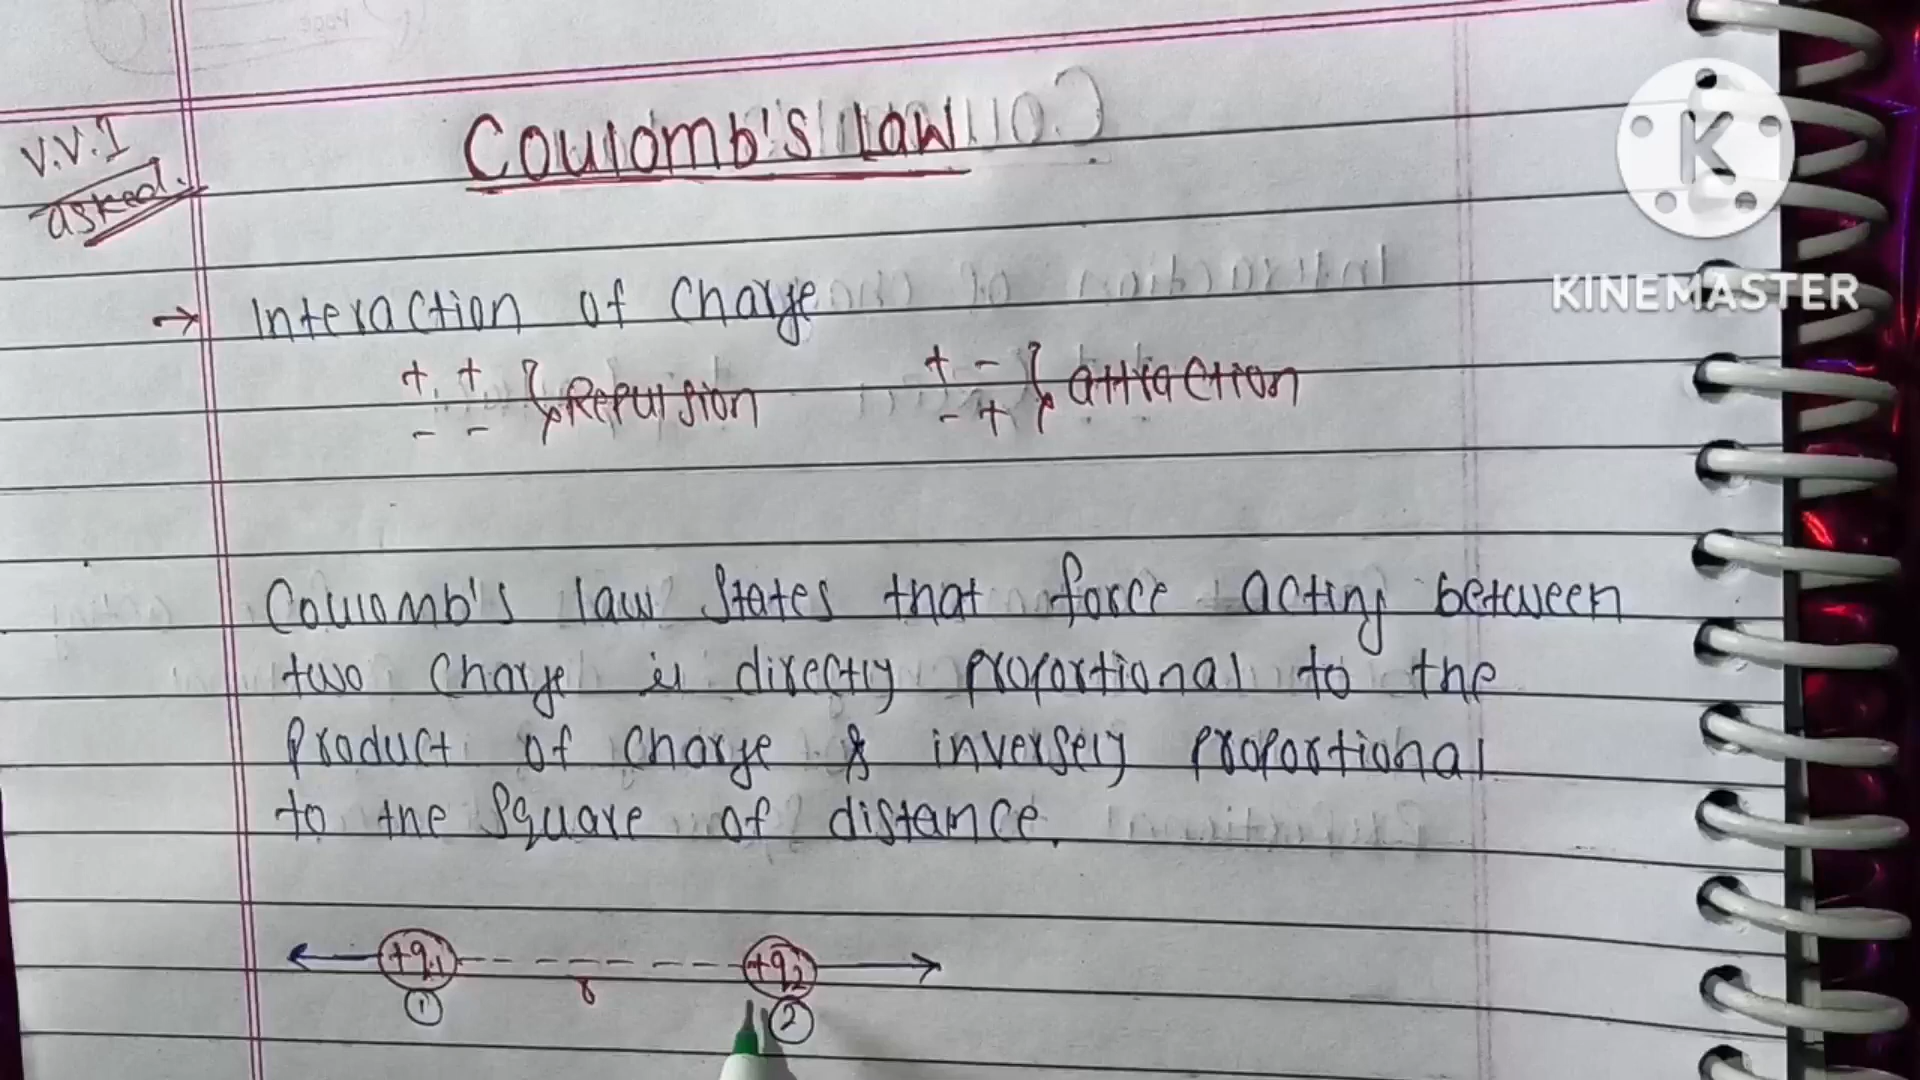 V.V.I
asked.
Coulomb's Law
K
KINEMASTER
→ Interaction of Charge
+ + } Repulsion + - } attraction
- - - +
Coulomb's law states that force acting between
two Charge is directly proportional to the
Product of Charge & inversely proportional
to the square of distance.
+q1 r +q2
1 2